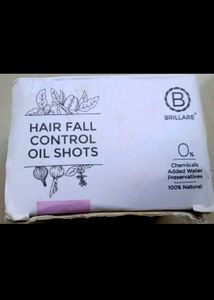 HAIR FALL
CONTROL
OIL SHOTS
B
BRILLARE
0%
Chemicals
Added Water
Preservatives
100% Natural